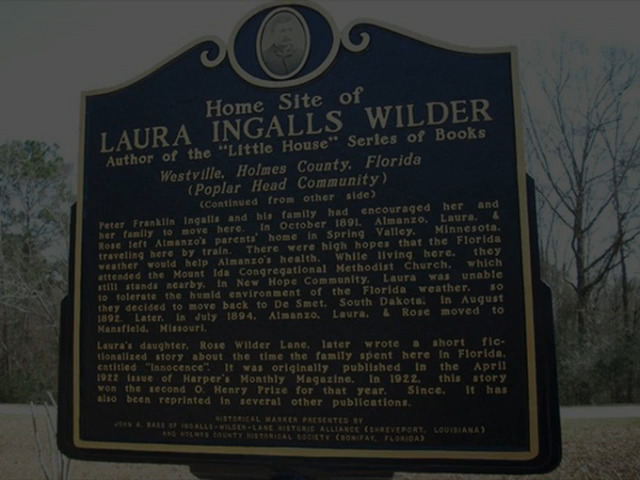 Home Site of
LAURA INGALLS WILDER
Author of the "Little House" Series of Books
Westville, Holmes County, Florida
(Poplar Head Community)
(Continued from other side)
Peter Franklin Ingalls and his family had encouraged her and
her family to move here. In October 1891, Almanzo, Laura, &
Rose left Almanzo's parents' home in Spring Valley, Minnesota,
traveling here by train. There were high hopes that the Florida
weather would help Almanzo's health. While living here, they
attended the Mount Ida Congregational Methodist Church, which
still stands nearby, in New Hope Community. Laura was unable
to tolerate the humid environment of the Florida weather, so
they decided to move back to De Smet, South Dakota, in August
1892. Later, in July 1894, Almanzo, Laura, & Rose moved to
Mansfield, Missouri.
Laura's daughter, Rose Wilder Lane, later wrote a short fic-
tionalized story about the time the family spent here in Florida,
entitled "Innocence". It was originally published in the April
1922 issue of Harper's Monthly Magazine. In 1922, this story
won the second O. Henry Prize for that year. Since, it has
also been reprinted in several other publications.
HISTORICAL MARKER PRESENTED BY
JOHN A. BASS OF INGALLS-WILDER-LANE HISTORIC ALLIANCE (SHREVEPORT, LOUISIANA)
AND HOLMES COUNTY HISTORICAL SOCIETY (BONIFAY, FLORIDA)